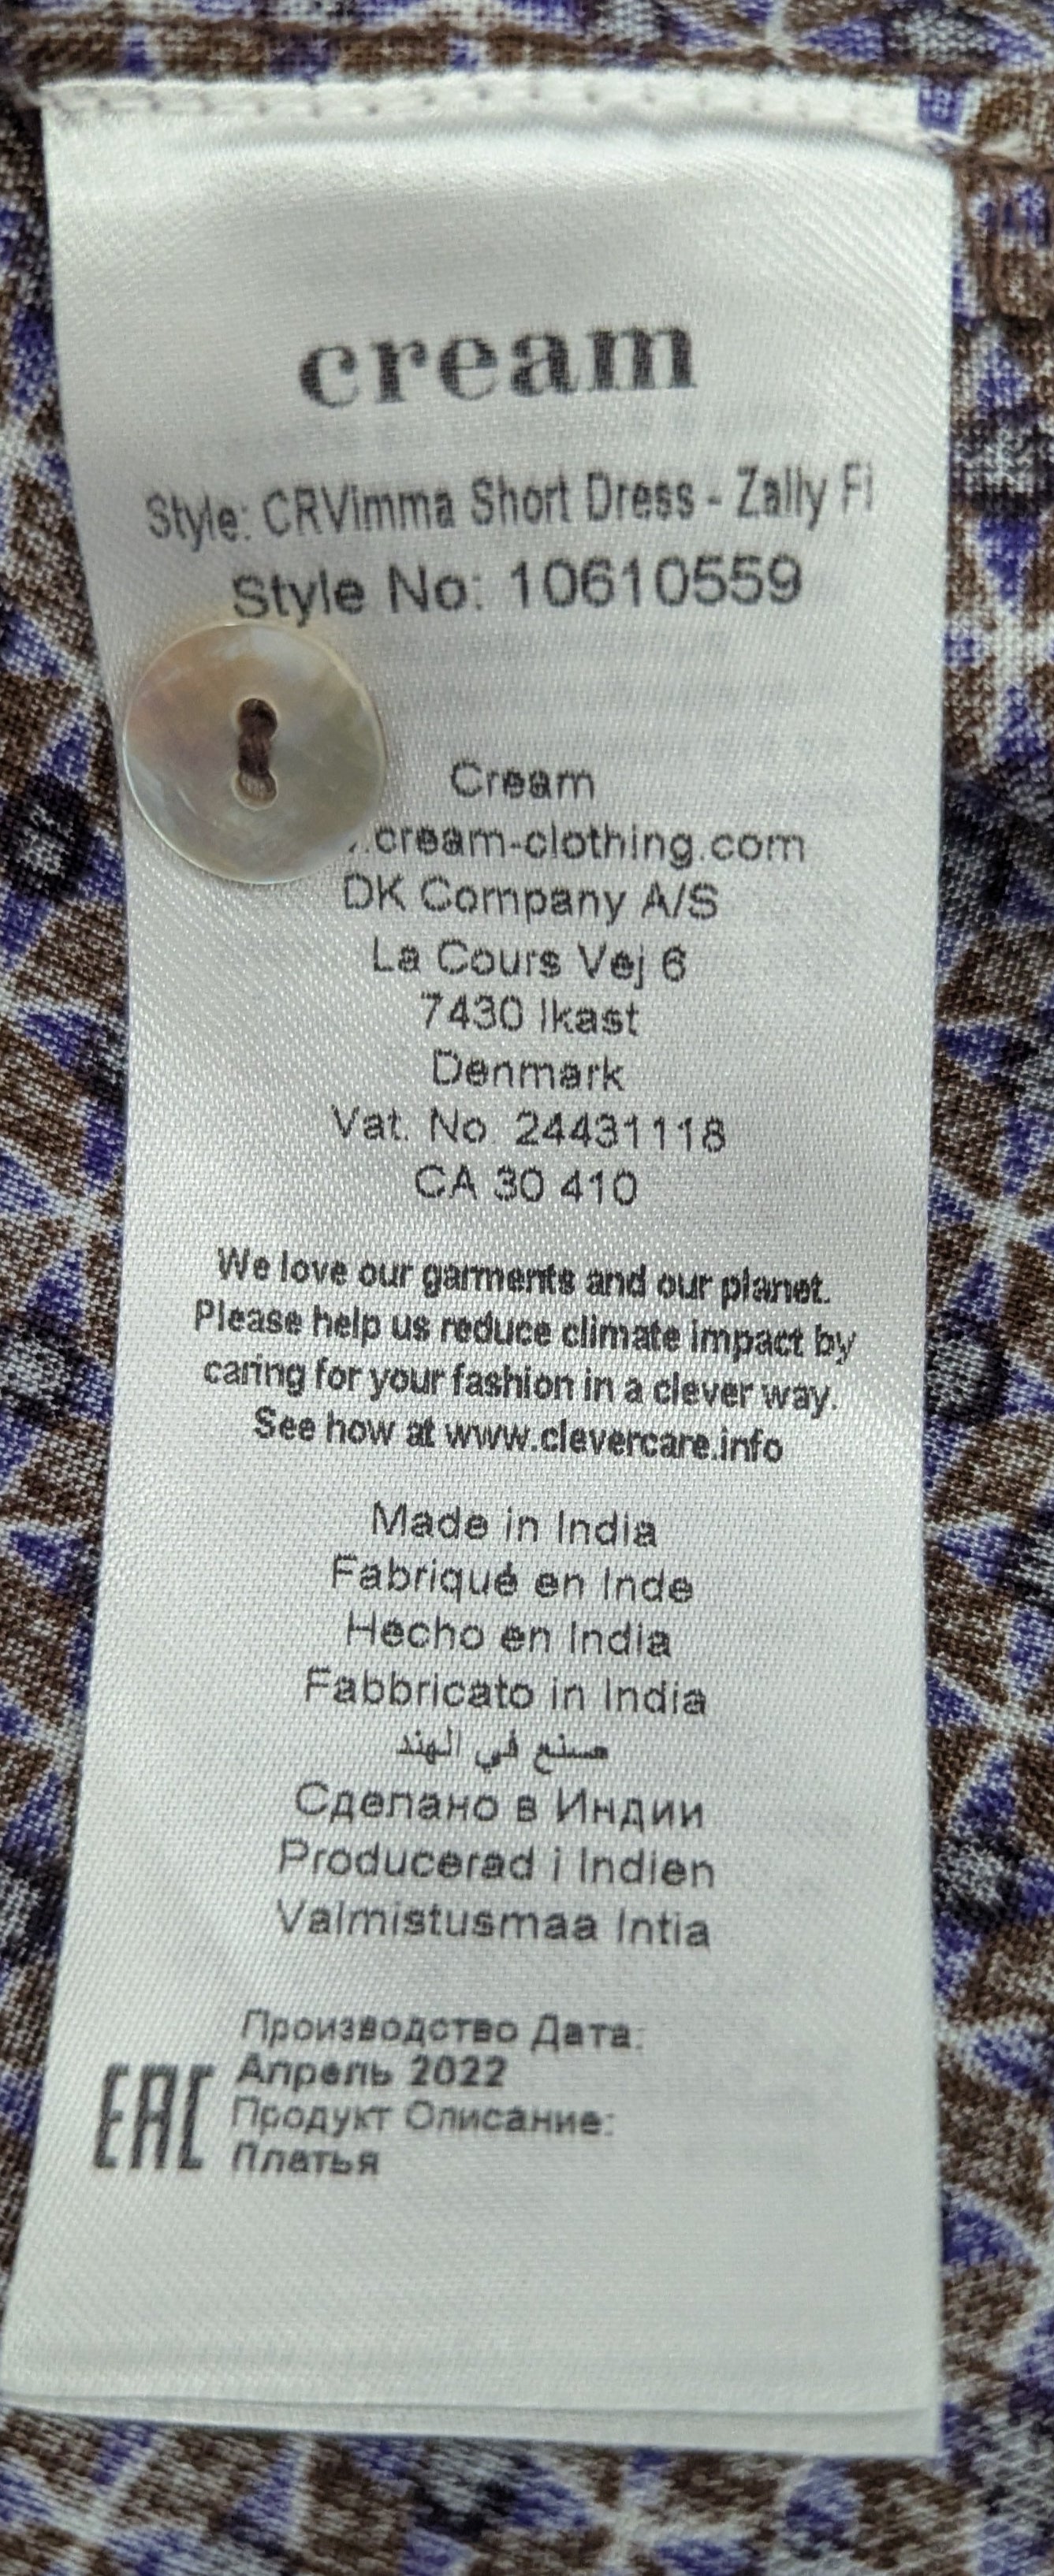 cream
Style: CRVimma Short Dress - Zally Fi
Style No: 10610559
Cream
.cream-clothing.com
DK Company A/S
La Cours Vej 6
7430 Ikast
Denmark
Vat. No. 24431118
CA 30 410
We love our garments and our planet.
Please help us reduce climate impact by
caring for your fashion in a clever way.
See how at www.clevercare.info
Made in India
Fabriqué en Inde
Hecho en India
Fabbricato in India
صنع في الهند
Сделано в Индии
Producerad i Indien
Valmistusmaa Intia
Производство Дата:
Апрель 2022
EAC Продукт Описание:
Платья